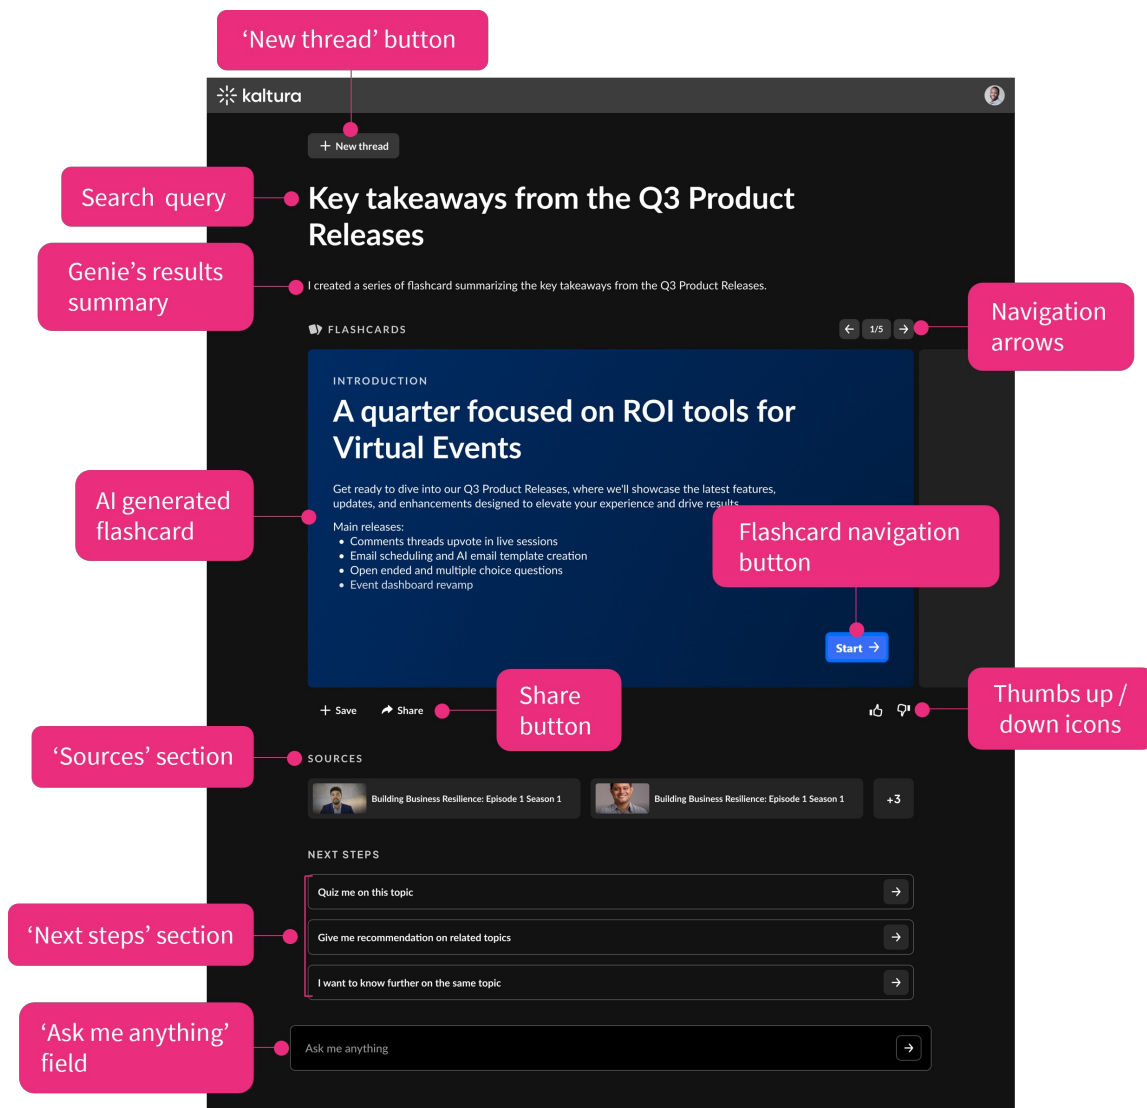 ‘New thread’ button
kaltura
+ New thread
Search query
Key takeaways from the Q3 Product
Releases
Genie’s results
summary
I created a series of flashcard summarizing the key takeaways from the Q3 Product Releases.
Navigation
arrows
FLASHCARDS
1/5
INTRODUCTION
A quarter focused on ROI tools for
Virtual Events
AI generated
flashcard
Get ready to dive into our Q3 Product Releases, where we'll showcase the latest features,
updates, and enhancements designed to elevate your experience and drive results
Main releases:
• Comments threads upvote in live sessions
• Email scheduling and AI email template creation
• Open ended and multiple choice questions
• Event dashboard revamp
Flashcard navigation
button
Start →
+ Save
Share
Share
button
Thumbs up /
down icons
‘Sources’ section
SOURCES
Building Business Resilience: Episode 1 Season 1
Building Business Resilience: Episode 1 Season 1
+3
NEXT STEPS
Quiz me on this topic
‘Next steps’ section
Give me recommendation on related topics
I want to know further on the same topic
‘Ask me anything’
field
Ask me anything